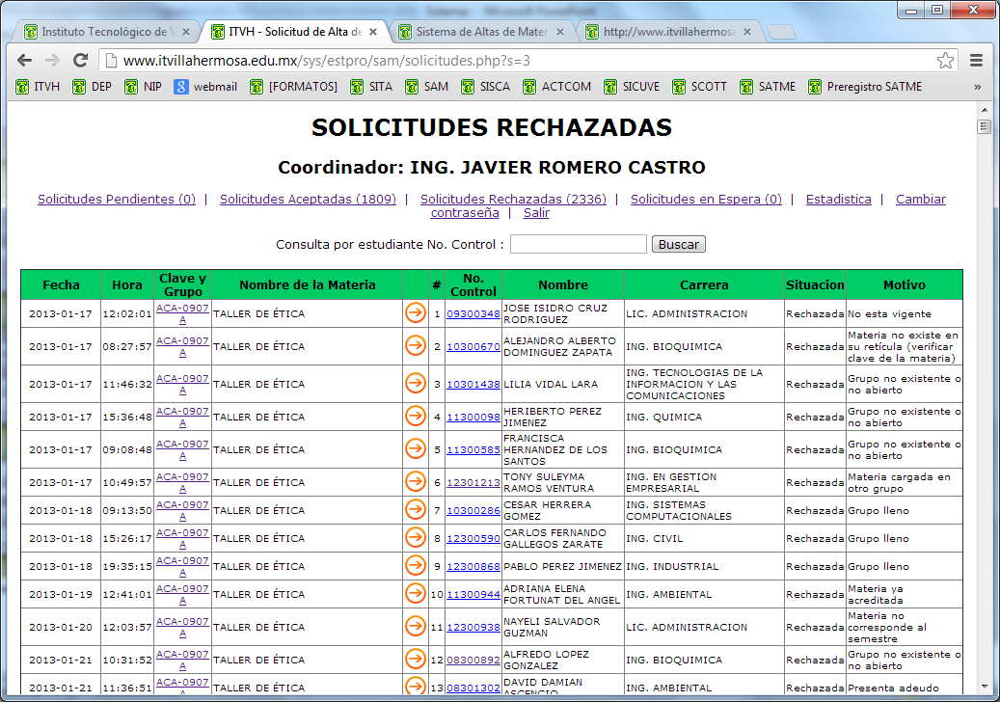 Instituto Tecnológico de V
ITVH - Solicitud de Alta de
Sistema de Altas de Mater
http://www.itvillahermosa
www.itvillahermosa.edu.mx/sys/estpro/sam/solicitudes.php?s=3
ITVH DEP NIP webmail [FORMATOS] SITA SAM SISCA ACTCOM SICUVE SCOTT SATME Preregistro SATME »
SOLICITUDES RECHAZADAS
Coordinador: ING. JAVIER ROMERO CASTRO
Solicitudes Pendientes (0) | Solicitudes Aceptadas (1809) | Solicitudes Rechazadas (2336) | Solicitudes en Espera (0) | Estadistica | Cambiar
contraseña | Salir
Consulta por estudiante No. Control : Buscar
Fecha Hora Clave y Grupo Nombre de la Materia # No. Control Nombre Carrera Situacion Motivo
2013-01-17 12:02:01 ACA-0907 A TALLER DE ÉTICA 1 09300348 JOSE ISIDRO CRUZ RODRIGUEZ LIC. ADMINISTRACION Rechazada No esta vigente
2013-01-17 08:27:57 ACA-0907 A TALLER DE ÉTICA 2 10300670 ALEJANDRO ALBERTO DOMINGUEZ ZAPATA ING. BIOQUIMICA Rechazada Materia no existe en su retícula (verificar clave de la materia)
2013-01-17 11:46:32 ACA-0907 A TALLER DE ÉTICA 3 10301438 LILIA VIDAL LARA ING. TECNOLOGIAS DE LA INFORMACION Y LAS COMUNICACIONES Rechazada Grupo no existente o no abierto
2013-01-17 15:36:48 ACA-0907 A TALLER DE ÉTICA 4 11300098 HERIBERTO PEREZ JIMENEZ ING. QUIMICA Rechazada Grupo no existente o no abierto
2013-01-17 09:08:48 ACA-0907 A TALLER DE ÉTICA 5 11300585 FRANCISCA HERNANDEZ DE LOS SANTOS ING. BIOQUIMICA Rechazada Grupo no existente o no abierto
2013-01-17 10:49:57 ACA-0907 A TALLER DE ÉTICA 6 12301213 TONY SULEYMA RAMOS VENTURA ING. EN GESTION EMPRESARIAL Rechazada Materia cargada en otro grupo
2013-01-18 09:13:50 ACA-0907 A TALLER DE ÉTICA 7 10300286 CESAR HERRERA GOMEZ ING. SISTEMAS COMPUTACIONALES Rechazada Grupo lleno
2013-01-18 15:26:17 ACA-0907 A TALLER DE ÉTICA 8 12300590 CARLOS FERNANDO GALLEGOS ZARATE ING. CIVIL Rechazada Grupo lleno
2013-01-18 19:35:15 ACA-0907 A TALLER DE ÉTICA 9 12300868 PABLO PEREZ JIMENEZ ING. INDUSTRIAL Rechazada Grupo lleno
2013-01-19 12:41:01 ACA-0907 A TALLER DE ÉTICA 10 11300944 ADRIANA ELENA FORTUNAT DEL ANGEL ING. AMBIENTAL Rechazada Materia ya acreditada
2013-01-20 12:03:57 ACA-0907 A TALLER DE ÉTICA 11 12300938 NAYELI SALVADOR GUZMAN LIC. ADMINISTRACION Rechazada Materia no corresponde al semestre
2013-01-21 10:31:52 ACA-0907 A TALLER DE ÉTICA 12 08300892 ALFREDO LOPEZ GONZALEZ ING. BIOQUIMICA Rechazada Grupo no existente o no abierto
2013-01-21 11:36:51 ACA-0907 A TALLER DE ÉTICA 13 08301302 DAVID DAMIAN ASCENCIO ING. AMBIENTAL Rechazada Presenta adeudo